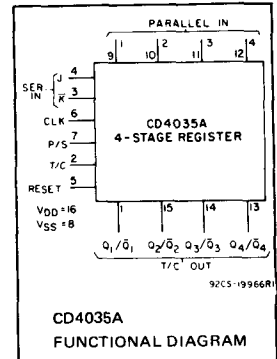 PARALLEL IN
1 2 3 4
9 10 11 12
SER. IN
J 4
K̅ 3
CLK 6
P/S 7
T/C 2
RESET 5
CD4035A
4-STAGE REGISTER
VDD = 16
VSS = 8
1 15 14 13
Q1/Q̅1 Q2/Q̅2 Q3/Q̅3 Q4/Q̅4
T/C OUT
92CS-19966R1
CD4035A
FUNCTIONAL DIAGRAM